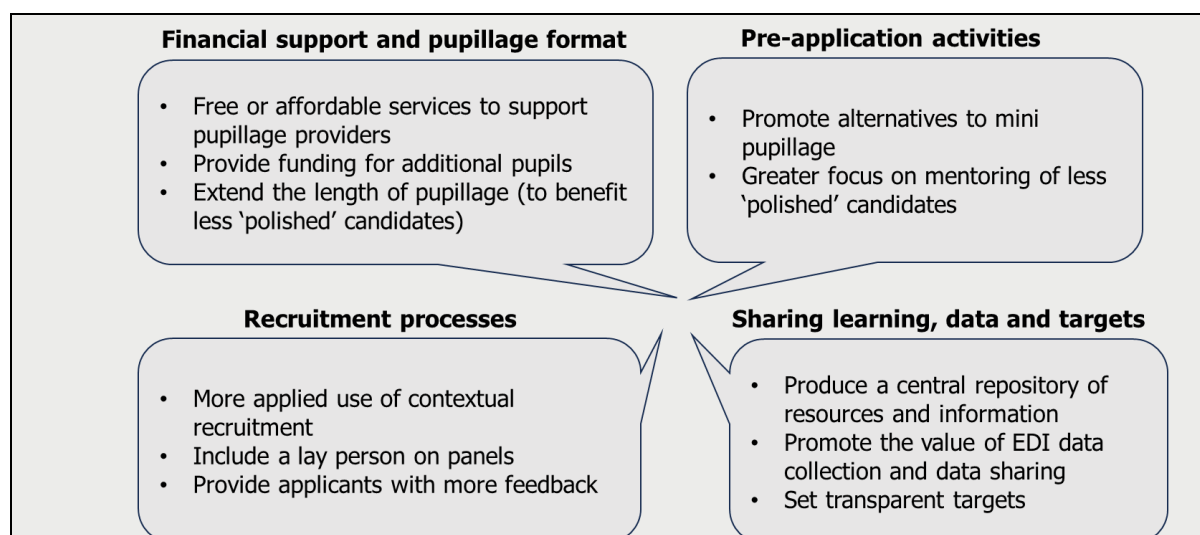 Financial support and pupillage format
• Free or affordable services to support
pupillage providers
• Provide funding for additional pupils
• Extend the length of pupillage (to benefit
less ‘polished’ candidates)
Pre-application activities
• Promote alternatives to mini
pupillage
• Greater focus on mentoring of less
‘polished’ candidates
Recruitment processes
• More applied use of contextual
recruitment
• Include a lay person on panels
• Provide applicants with more feedback
Sharing learning, data and targets
• Produce a central repository of
resources and information
• Promote the value of EDI data
collection and data sharing
• Set transparent targets